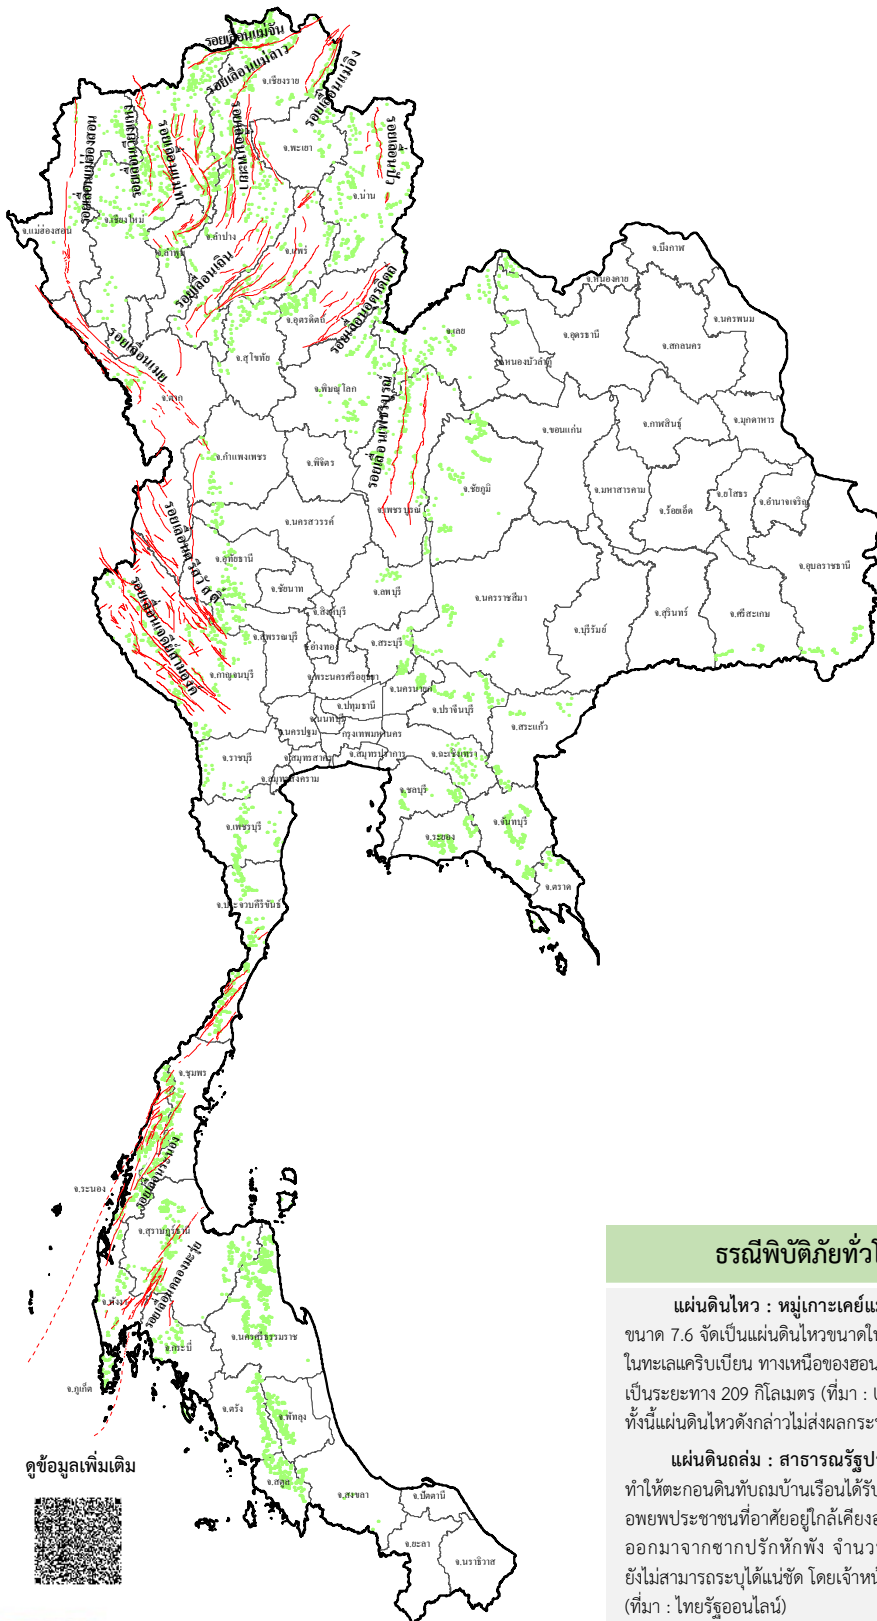 รอยเลื่อนแม่จัน
รอยเลื่อนแม่ลาว
จ.เชียงราย
รอยเลื่อนแม่อิง
รอยเลื่อนแม่ฮ่องสอน
รอยเลื่อนแม่ทา
รอยเลื่อนพะเยา
จ.พะเยา
รอยเลื่อนปัว
จ.น่าน
จ.เชียงใหม่
จ.แม่ฮ่องสอน
จ.ลำปาง
จ.ลำพูน
จ.แพร่
รอยเลื่อนเถิน
จ.อุตรดิตถ์
รอยเลื่อนอุตรดิตถ์
จ.บึงกาฬ
จ.หนองคาย
จ.นครพนม
จ.เลย
จ.อุดรธานี
จ.สกลนคร
จ.หนองบัวลำภู
รอยเลื่อนเมย
จ.สุโขทัย
จ.ตาก
จ.พิษณุโลก
รอยเลื่อนเพชรบูรณ์
จ.ขอนแก่น
จ.กาฬสินธุ์
จ.มุกดาหาร
จ.กำแพงเพชร
จ.พิจิตร
จ.ชัยภูมิ
จ.มหาสารคาม
จ.ร้อยเอ็ด
จ.ยโสธร
จ.อำนาจเจริญ
จ.เพชรบูรณ์
จ.นครสวรรค์
รอยเลื่อนศรีสวัสดิ์
จ.อุทัยธานี
จ.อุบลราชธานี
จ.ชัยนาท
จ.ลพบุรี
จ.นครราชสีมา
จ.บุรีรัมย์
จ.สุรินทร์
จ.ศรีสะเกษ
รอยเลื่อนเจดีย์สามองค์
จ.สิงห์บุรี
จ.สุพรรณบุรี
จ.อ่างทอง
จ.สระบุรี
จ.กาญจนบุรี
จ.พระนครศรีอยุธยา
จ.นครนายก
จ.ปทุมธานี
จ.ปราจีนบุรี
จ.นนทบุรี
จ.สระแก้ว
จ.นครปฐม
กรุงเทพมหานคร
จ.ราชบุรี
จ.สมุทรสาคร
จ.สมุทรปราการ
จ.ฉะเชิงเทรา
จ.สมุทรสงคราม
จ.ชลบุรี
จ.เพชรบุรี
จ.ระยอง
จ.จันทบุรี
จ.ตราด
จ.ประจวบคีรีขันธ์
จ.ชุมพร
รอยเลื่อนระนอง
จ.ระนอง
จ.สุราษฎร์ธานี
รอยเลื่อนคลองมะรุ่ย
จ.พังงา
จ.กระบี่
จ.นครศรีธรรมราช
จ.ภูเก็ต
จ.ตรัง
จ.พัทลุง
จ.สตูล
จ.สงขลา
จ.ปัตตานี
จ.ยะลา
จ.นราธิวาส
ดูข้อมูลเพิ่มเติม
ธรณีพิบัติภัยทั่วโ
แผ่นดินไหว : หมู่เกาะเคย์แม
ขนาด 7.6 จัดเป็นแผ่นดินไหวขนาดให
ในทะเลแคริบเบียน ทางเหนือของฮอน
เป็นระยะทาง 209 กิโลเมตร (ที่มา : U
ทั้งนี้แผ่นดินไหวดังกล่าวไม่ส่งผลกระท
แผ่นดินถล่ม : สาธารณรัฐปร
ทำให้ตะกอนดินทับถมบ้านเรือนได้รับ
อพยพประชาชนที่อาศัยอยู่ใกล้เคียงอ
ออกมาจากซากปรักหักพัง จำนว
ยังไม่สามารถระบุได้แน่ชัด โดยเจ้าหน้
(ที่มา : ไทยรัฐออนไลน์)